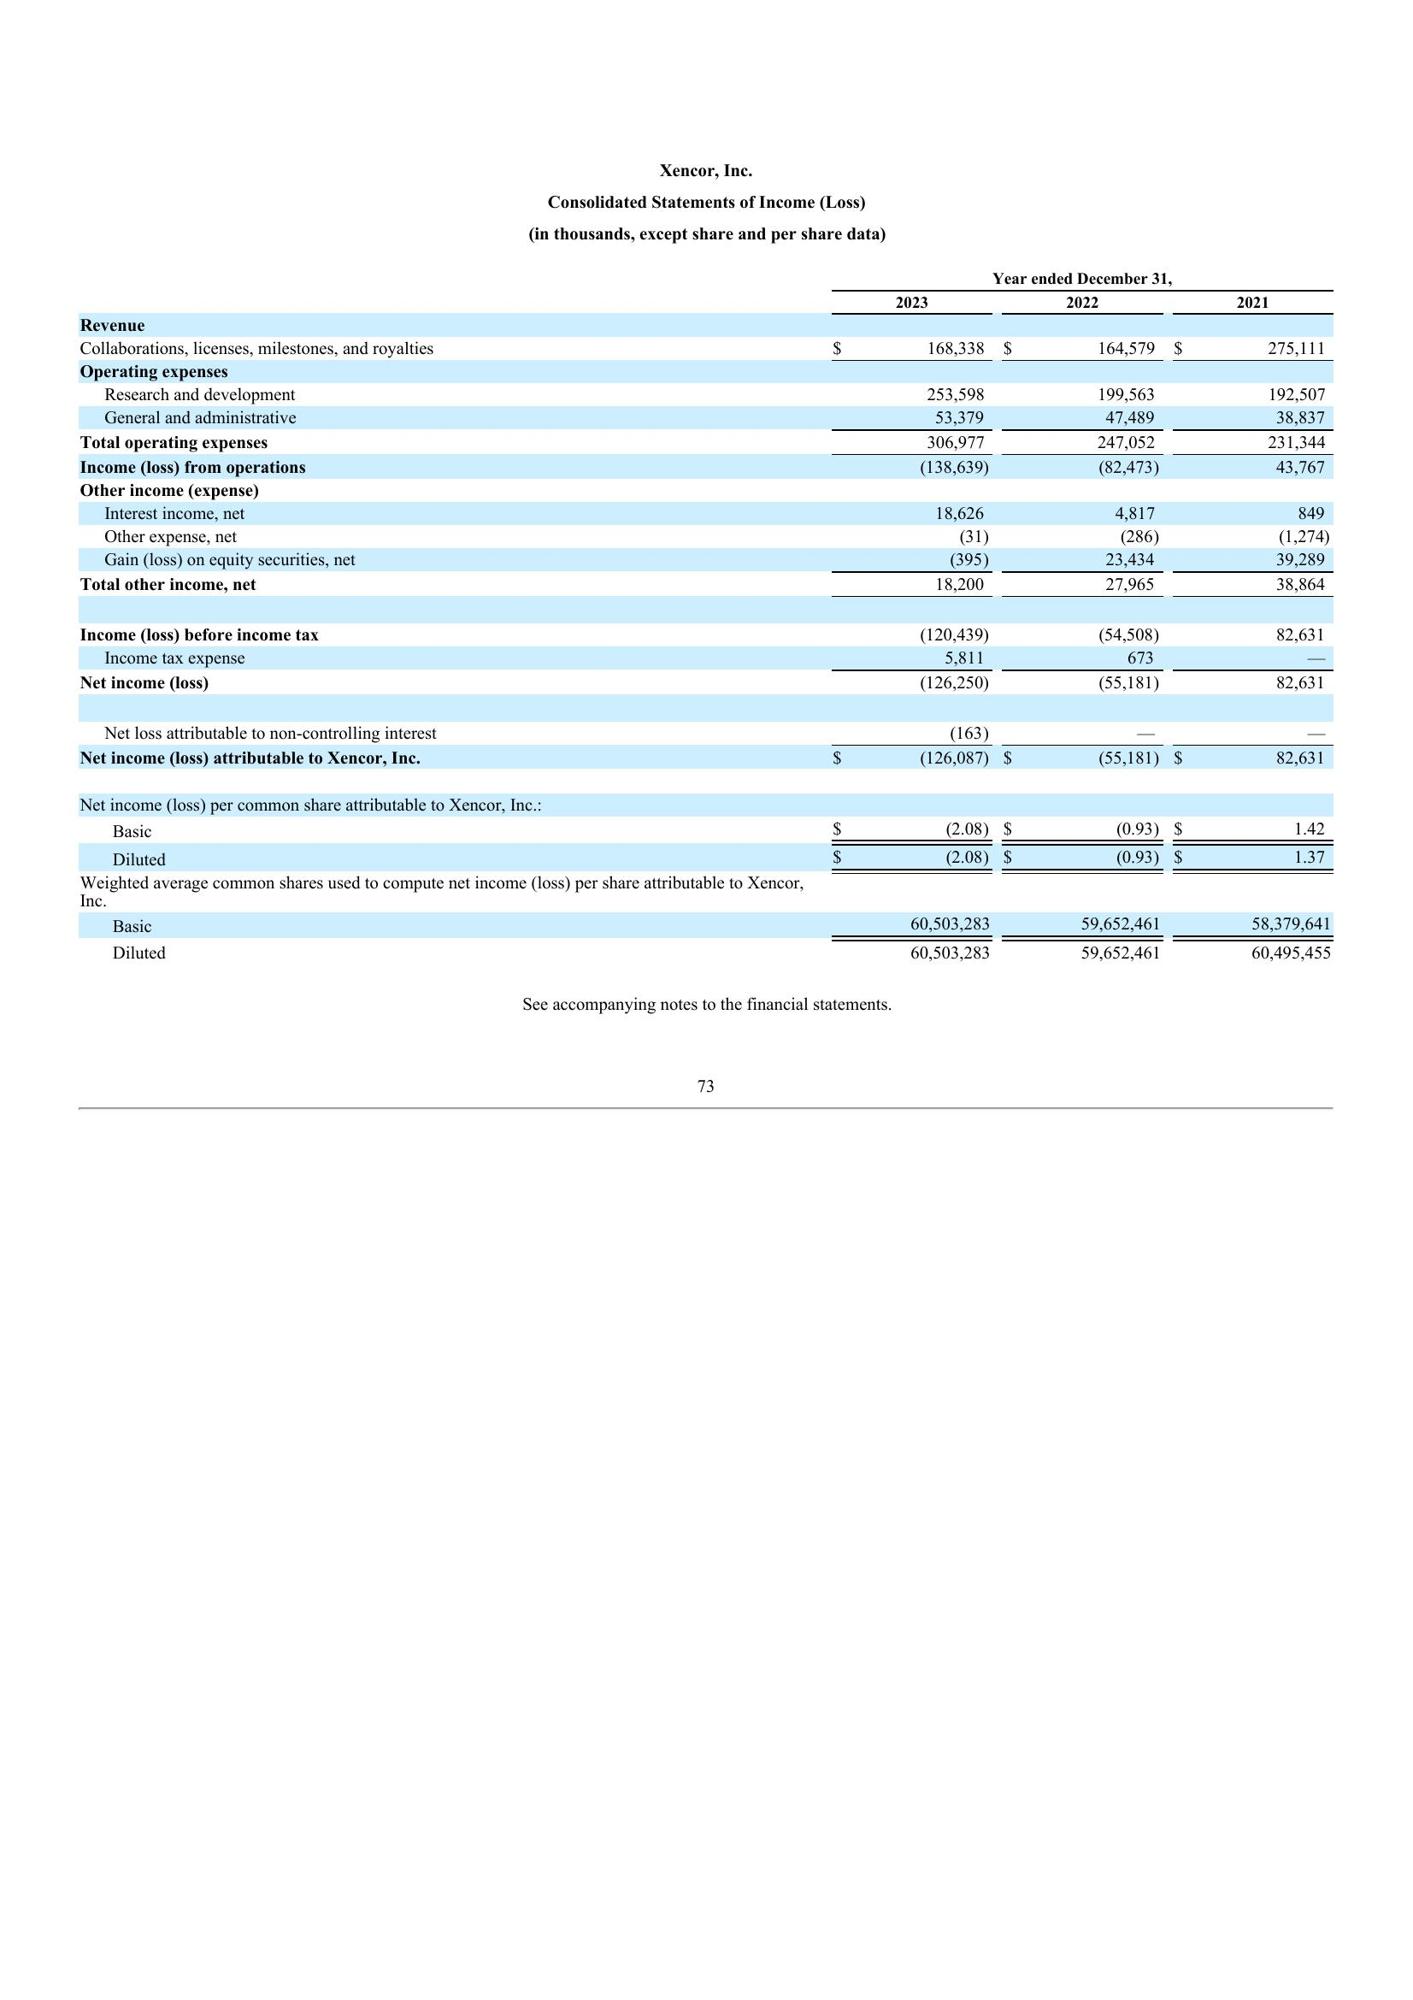 Xencor, Inc.
Consolidated Statements of Income (Loss)
(in thousands, except share and per share data)
Year ended December 31,
2023 2022 2021
Revenue
Collaborations, licenses, milestones, and royalties $ 168,338 $ 164,579 $ 275,111
Operating expenses
Research and development 253,598 199,563 192,507
General and administrative 53,379 47,489 38,837
Total operating expenses 306,977 247,052 231,344
Income (loss) from operations (138,639) (82,473) 43,767
Other income (expense)
Interest income, net 18,626 4,817 849
Other expense, net (31) (286) (1,274)
Gain (loss) on equity securities, net (395) 23,434 39,289
Total other income, net 18,200 27,965 38,864
Income (loss) before income tax (120,439) (54,508) 82,631
Income tax expense 5,811 673 —
Net income (loss) (126,250) (55,181) 82,631
Net loss attributable to non-controlling interest (163) — —
Net income (loss) attributable to Xencor, Inc. $ (126,087) $ (55,181) $ 82,631
Net income (loss) per common share attributable to Xencor, Inc.:
Basic $ (2.08) $ (0.93) $ 1.42
Diluted $ (2.08) $ (0.93) $ 1.37
Weighted average common shares used to compute net income (loss) per share attributable to Xencor,
Inc.
Basic 60,503,283 59,652,461 58,379,641
Diluted 60,503,283 59,652,461 60,495,455
See accompanying notes to the financial statements.
73